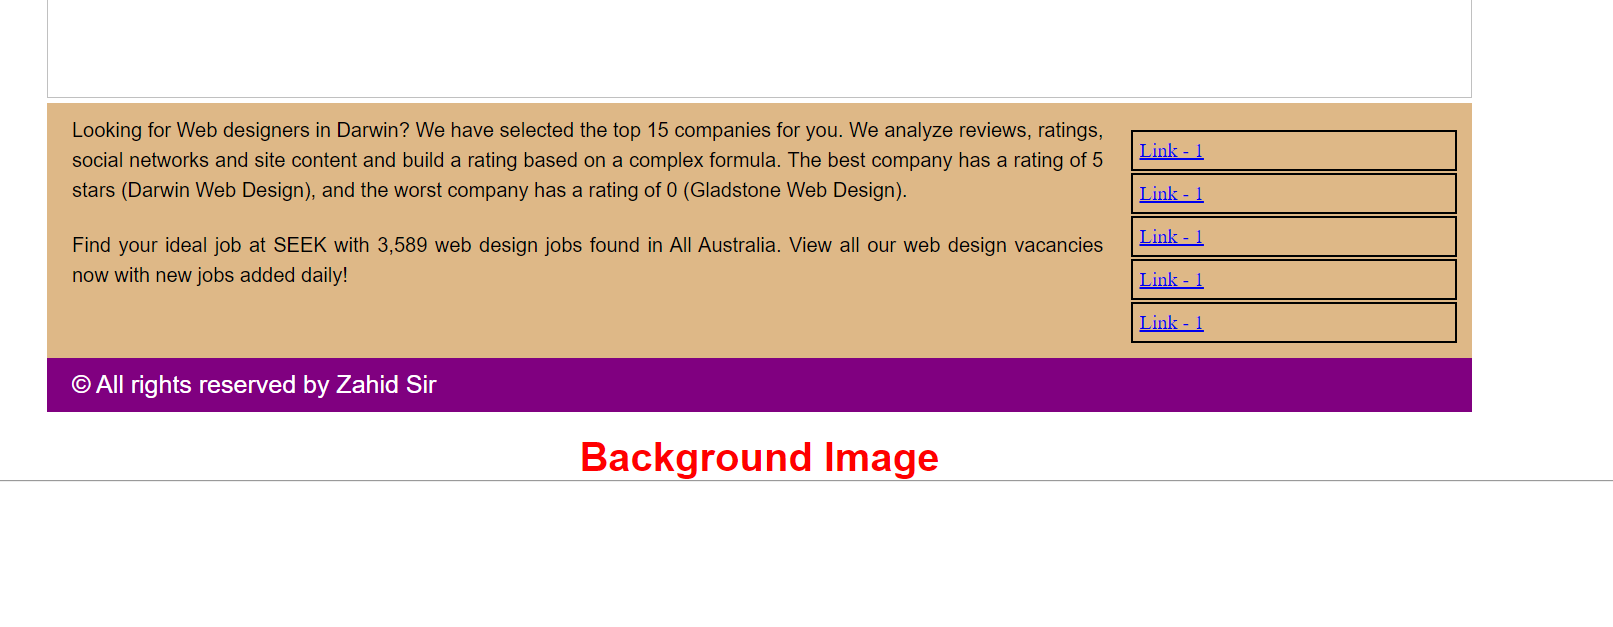 Looking for Web designers in Darwin? We have selected the top 15 companies for you. We analyze reviews, ratings,
social networks and site content and build a rating based on a complex formula. The best company has a rating of 5
stars (Darwin Web Design), and the worst company has a rating of 0 (Gladstone Web Design).
Find your ideal job at SEEK with 3,589 web design jobs found in All Australia. View all our web design vacancies
now with new jobs added daily!
Link - 1
Link - 1
Link - 1
Link - 1
Link - 1
© All rights reserved by Zahid Sir
Background Image